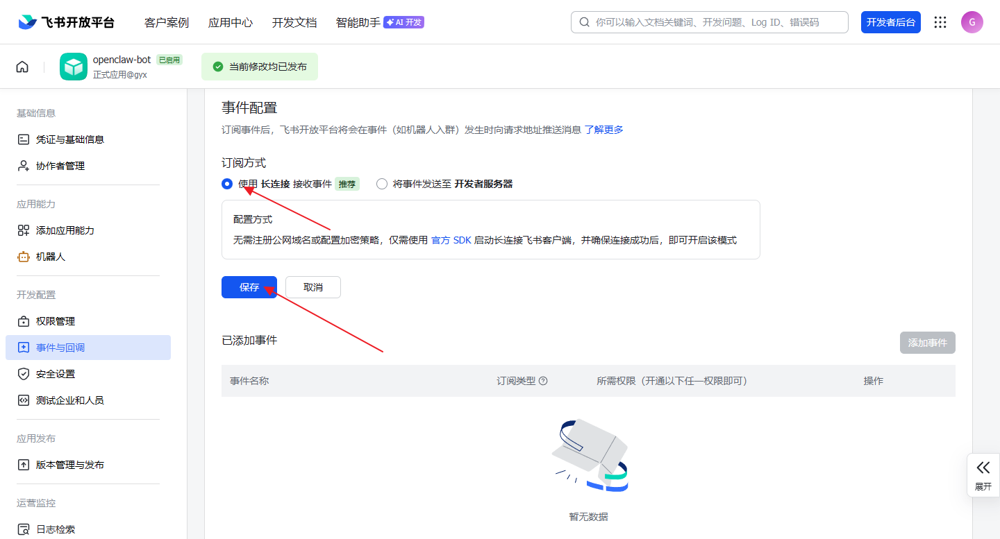 飞书开放平台 客户案例 应用中心 开发文档 智能助手 AI 开发 你可以输入文档关键词、开发问题、Log ID、错误码 开发者后台 G
openclaw-bot 已启用
正式应用@gyx
当前修改均已发布
基础信息
凭证与基础信息
协作者管理
应用能力
添加应用能力
机器人
开发配置
权限管理
事件与回调
安全设置
测试企业和人员
应用发布
版本管理与发布
运营监控
日志检索
事件配置
订阅事件后，飞书开放平台将会在事件（如机器人入群）发生时向请求地址推送消息 了解更多
订阅方式
使用 长连接 接收事件 推荐 将事件发送至 开发者服务器
配置方式
无需注册公网域名或配置加密策略，仅需使用 官方 SDK 启动长连接飞书客户端，并确保连接成功后，即可开启该模式
保存 取消
已添加事件 添加事件
事件名称 订阅类型 所需权限（开通以下任一权限即可） 操作
暂无数据
展开